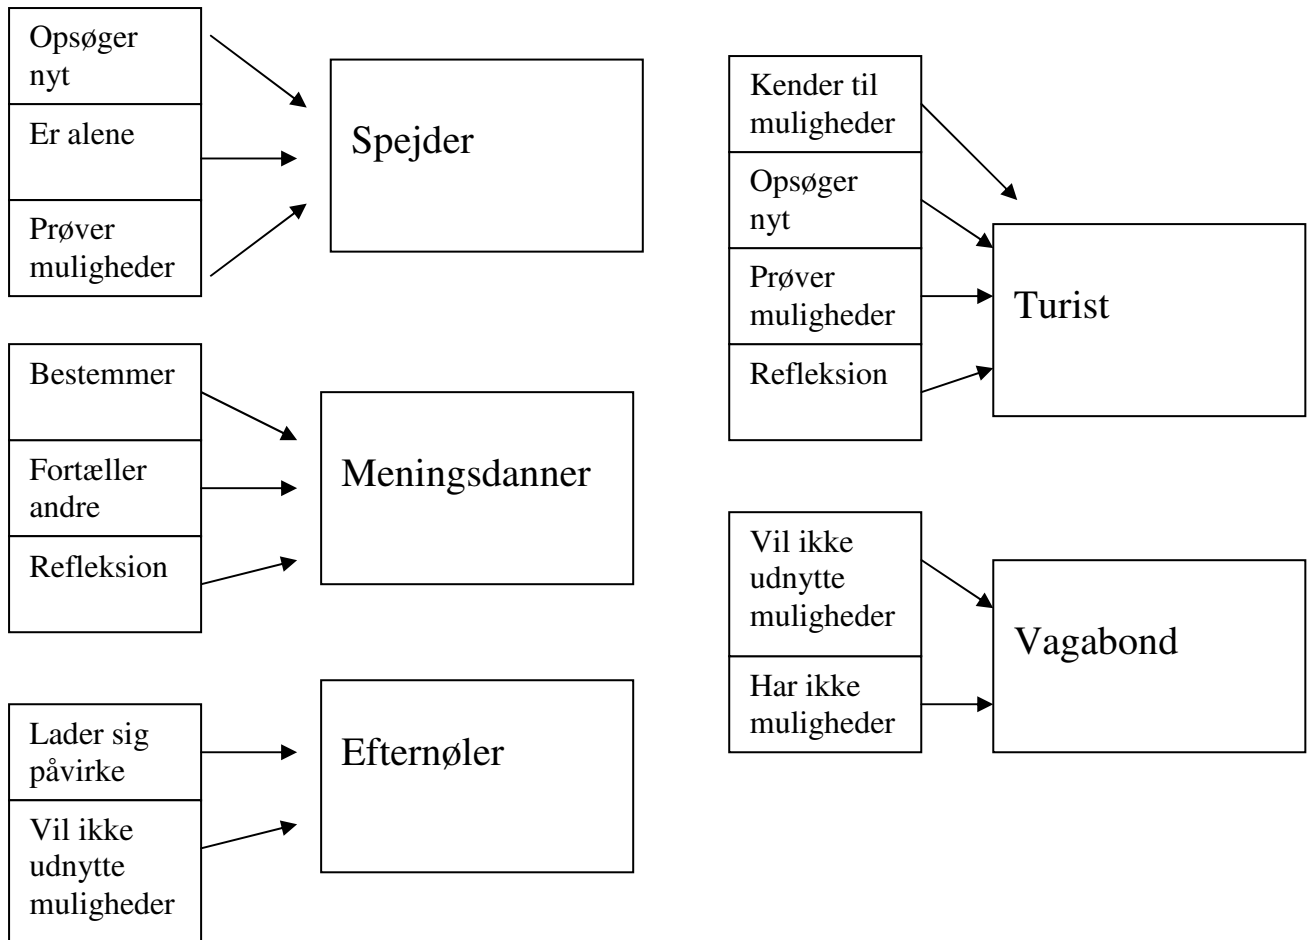 Opsøger
nyt
Er alene
Prøver
muligheder
Spejder
Bestemmer
Fortæller
andre
Refleksion
Meningsdanner
Lader sig
påvirke
Vil ikke
udnytte
muligheder
Efternøler
Kender til
muligheder
Opsøger
nyt
Prøver
muligheder
Refleksion
Turist
Vil ikke
udnytte
muligheder
Har ikke
muligheder
Vagabond